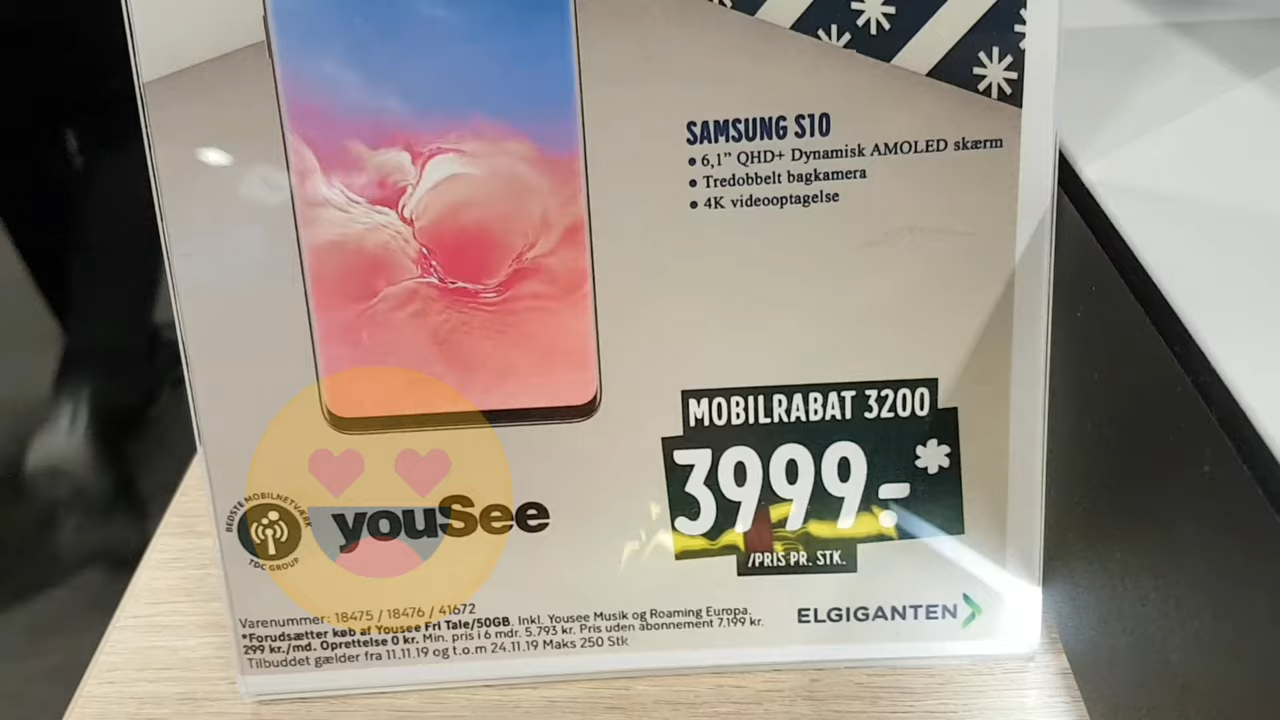 SAMSUNG S10
• 6,1” QHD+ Dynamisk AMOLED skærm
• Tredobbelt bagkamera
• 4K videooptagelse
MOBILRABAT 3200
3999.-*
/PRIS PR. STK.
BEDSTE MOBILNETVÆRK
TDC GROUP
youSee
ELGIGANTEN
Varenummer: 18475 / 18476 / 41672
*Forudsætter køb af Yousee Fri Tale/50GB. Inkl. Yousee Musik og Roaming Europa.
299 kr./md. Oprettelse 0 kr. Min. pris i 6 mdr. 5.793 kr. Pris uden abonnement 7.199 kr.
Tilbuddet gælder fra 11.11.19 og t.o.m 24.11.19 Maks 250 Stk